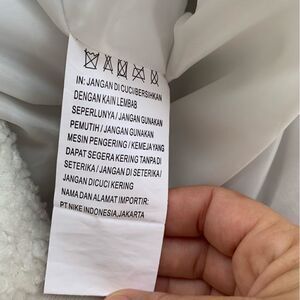 IN: JANGAN DI CUCI/BERSIHKAN
DENGAN KAIN LEMBAB
SEPERLUNYA / JANGAN GUNAKAN
PEMUTIH / JANGAN GUNAKAN
MESIN PENGERING / KEMEJA YANG
DAPAT SEGERA KERING TANPA DI
SETERIKA / JANGAN DI SETERIKA /
JANGAN DICUCI KERING
NAMA DAN ALAMAT IMPORTIR:
PT NIKE INDONESIA, JAKARTA